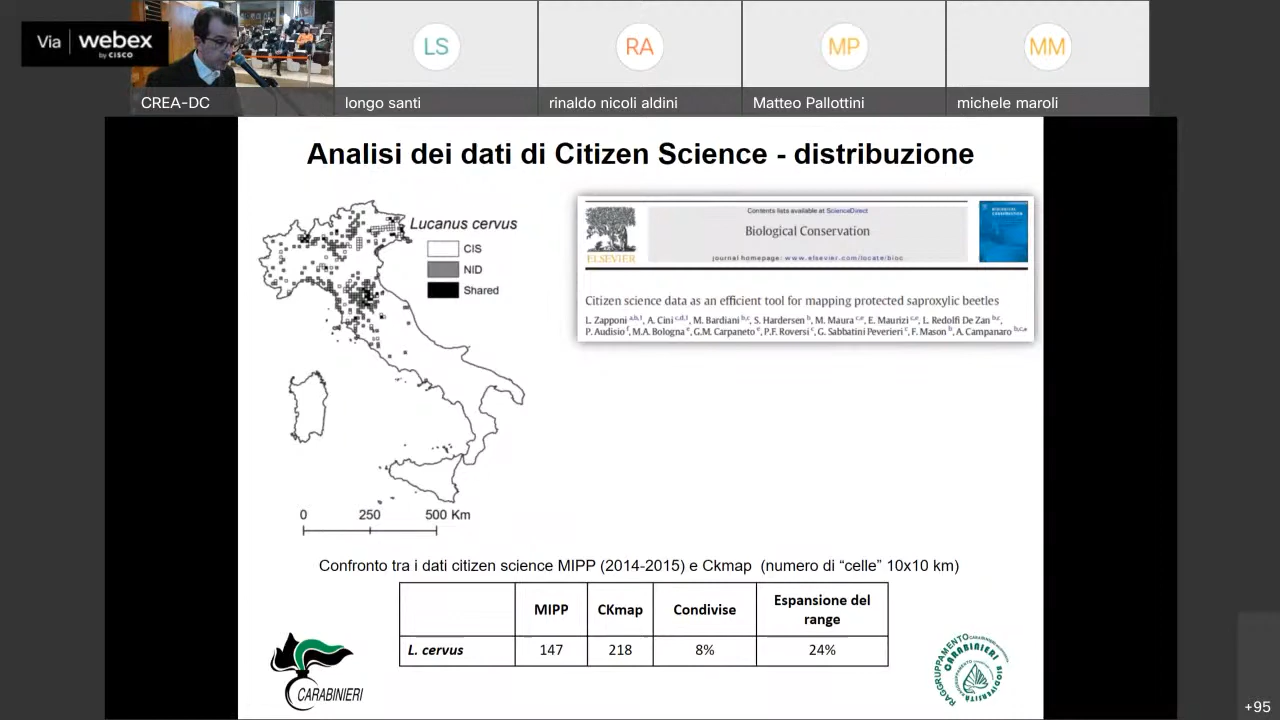 Via webex
by CISCO
LS
RA
MP
MM
CREA-DC
longo santi
rinaldo nicoli aldini
Matteo Pallottini
michele maroli
Analisi dei dati di Citizen Science - distribuzione
Lucanus cervus
CIS
NID
Shared
0 250 500 Km
Contents lists available at ScienceDirect
Biological Conservation
journal homepage: www.elsevier.com/locate/bioc
ELSEVIER
BIOLOGICAL
CONSERVATION
Citizen science data as an efficient tool for mapping protected saproxylic beetles
L. Zapponi a,b,1, A. Cini c,d,1, M. Bardiani b,c, S. Hardersen b, M. Maura c,e, E. Maurizi c,e, L. Redolfi De Zan b,c,
P. Audisio f, M.A. Bologna e, G.M. Carpaneto e, P.F. Roversi c, G. Sabbatini Peverieri c, F. Mason b, A. Campanaro b,c,*
Confronto tra i dati citizen science MIPP (2014-2015) e Ckmap (numero di “celle” 10x10 km)
MIPP CKmap Condivise Espansione del
range
L. cervus 147 218 8% 24%
CARABINIERI
RAGGRUPPAMENTO
CARABINIERI
BIODIVERSITÀ
+95